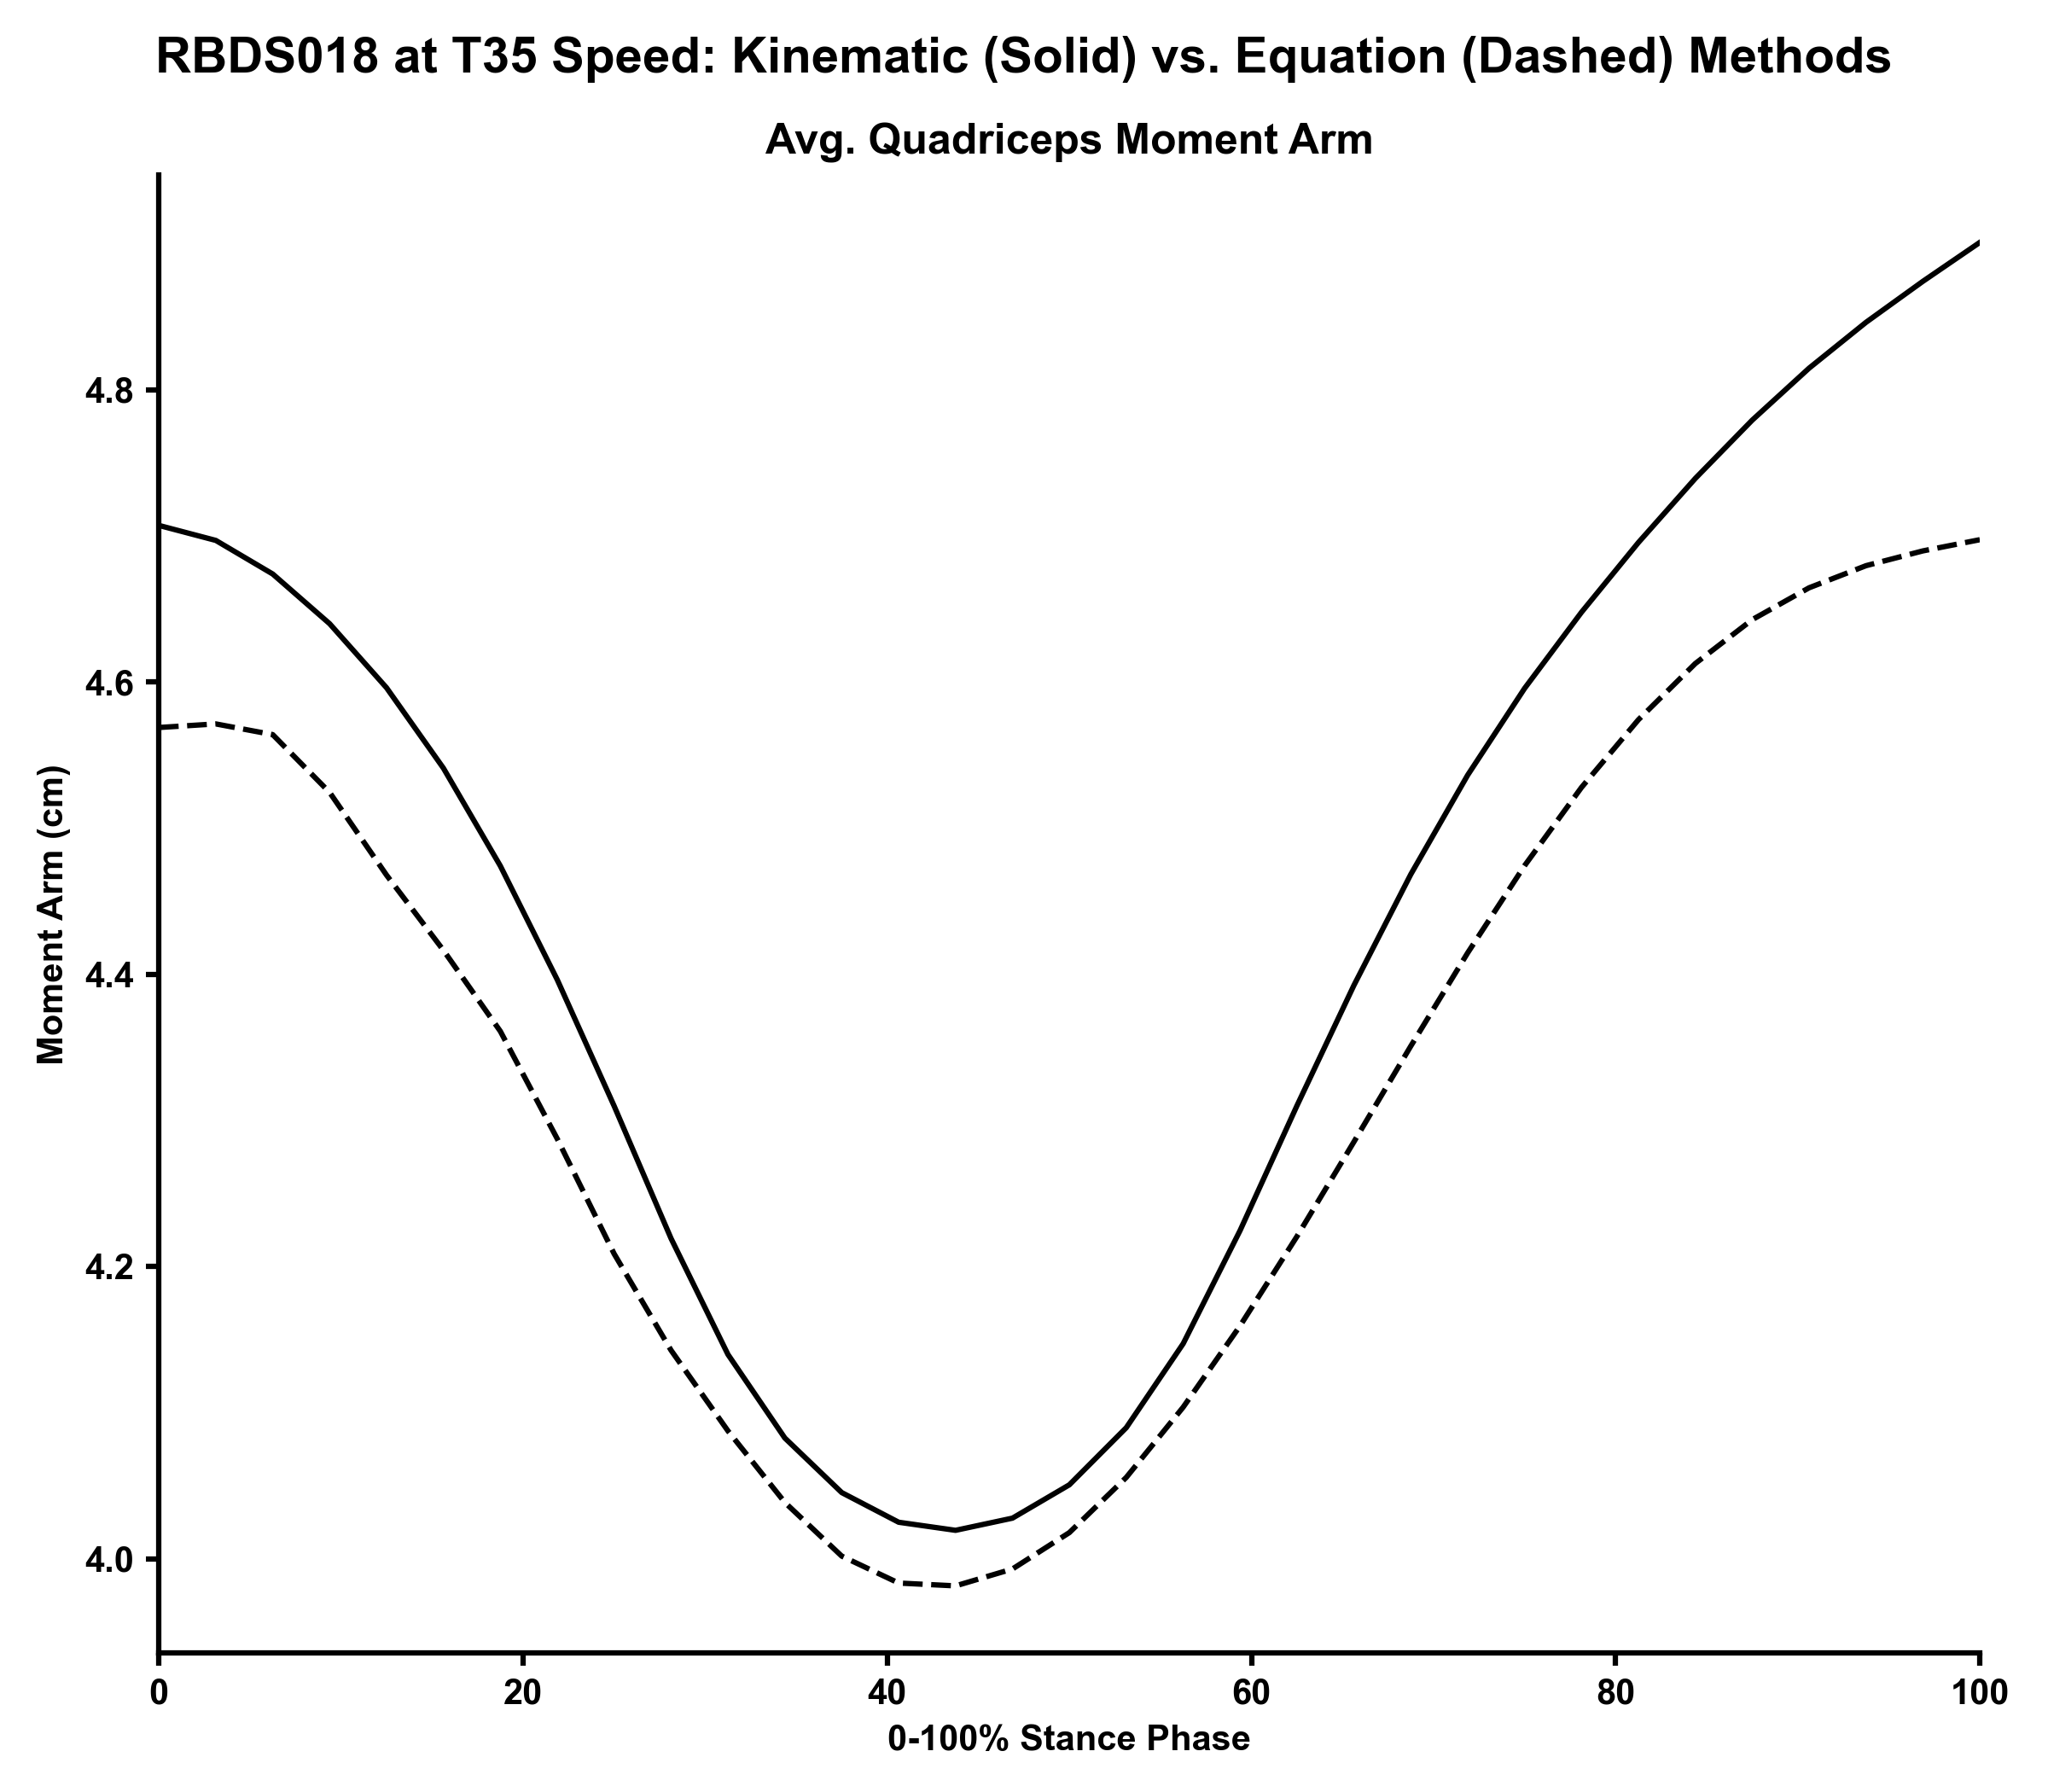 RBDS018 at T35 Speed: Kinematic (Solid) vs. Equation (Dashed) Methods
Avg. Quadriceps Moment Arm
Moment Arm (cm)
4.8
4.6
4.4
4.2
4.0
0 20 40 60 80 100
0-100% Stance Phase